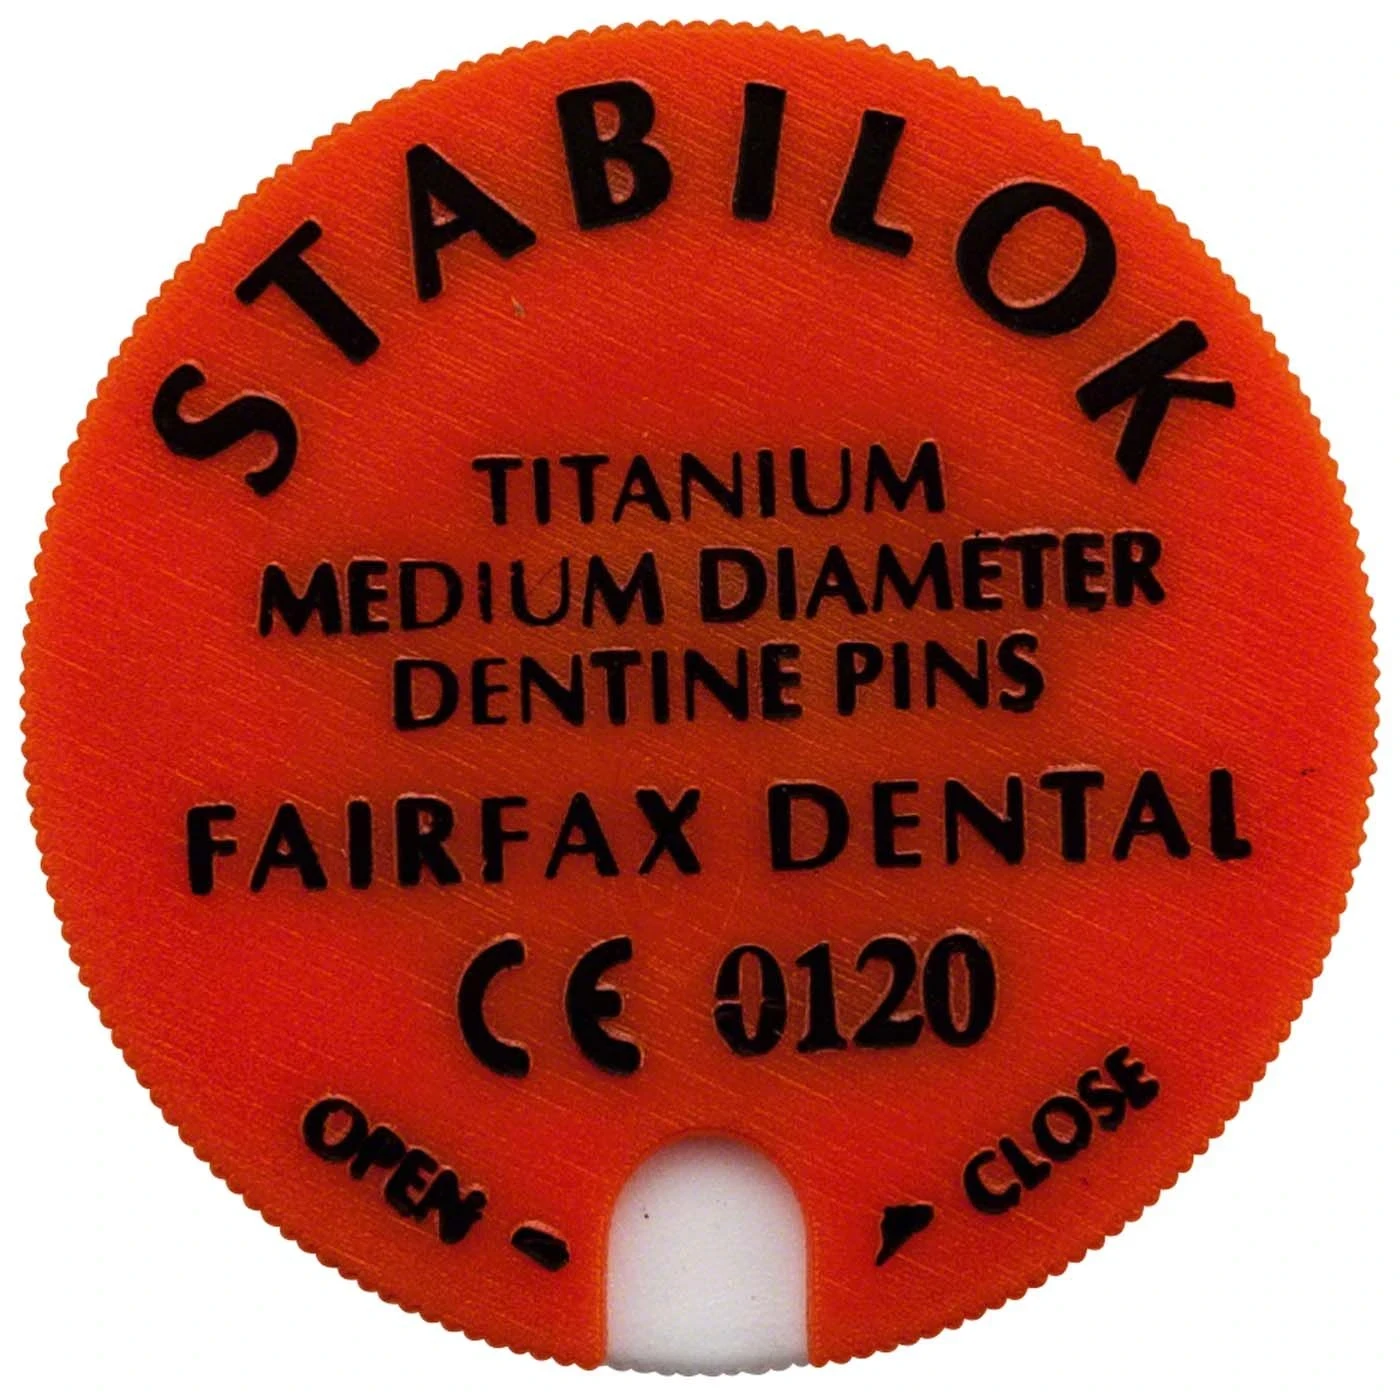 STABILOK
TITANIUM
MEDIUM DIAMETER
DENTINE PINS
FAIRFAX DENTAL
CE 0120
OPEN
CLOSE